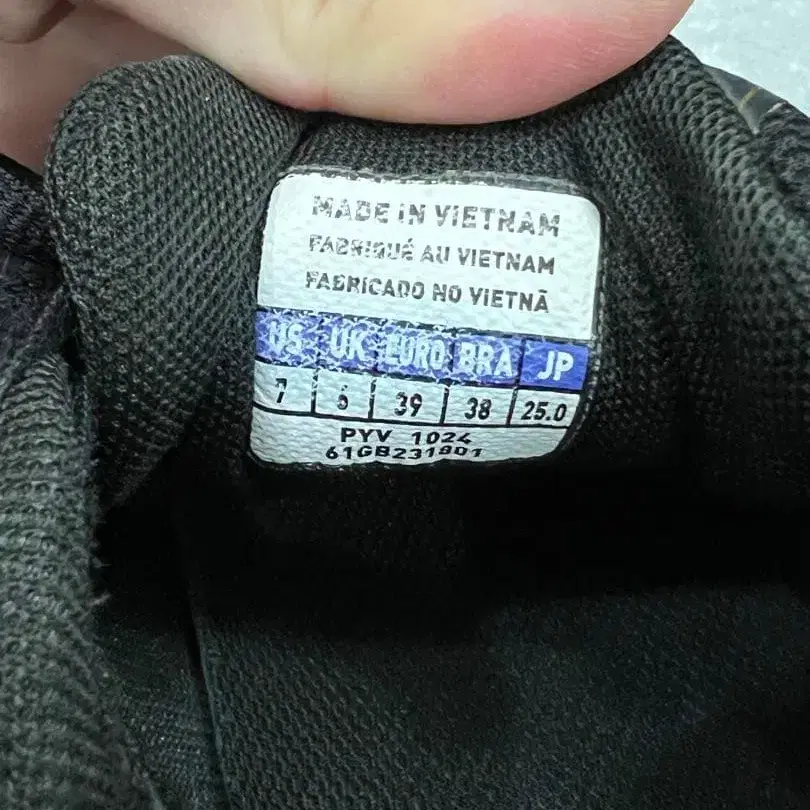 MADE IN VIETNAM
FABRIQUÉ AU VIETNAM
FABRICADO NO VIETNÃ
US UK EURO BRA JP
7 6 39 38 25.0
PYV 1024
61GB231801